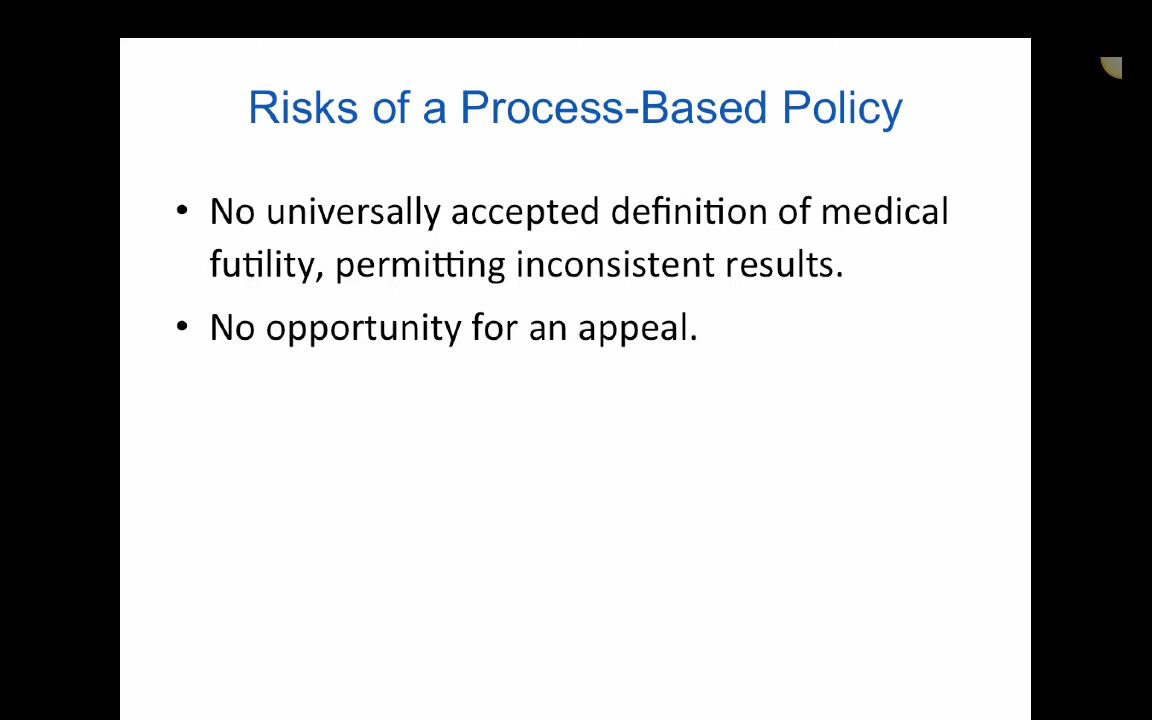 Risks of a Process-Based Policy
• No universally accepted definition of medical
futility, permitting inconsistent results.
• No opportunity for an appeal.